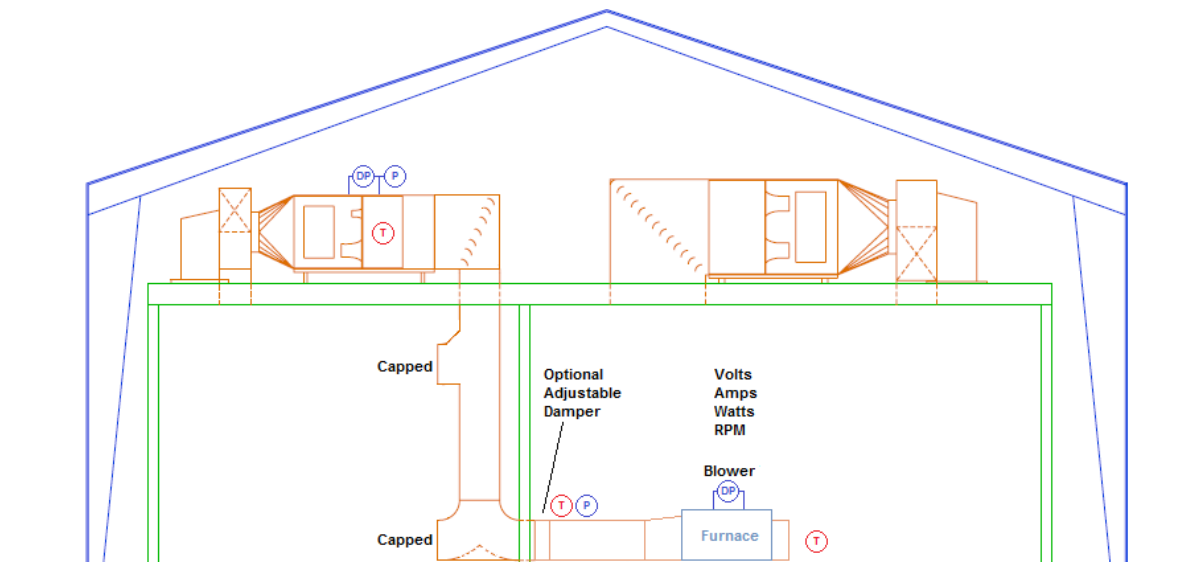 DP P
T
Capped
Optional
Adjustable
Damper
Volts
Amps
Watts
RPM
Blower
DP
T P
Furnace
T
Capped